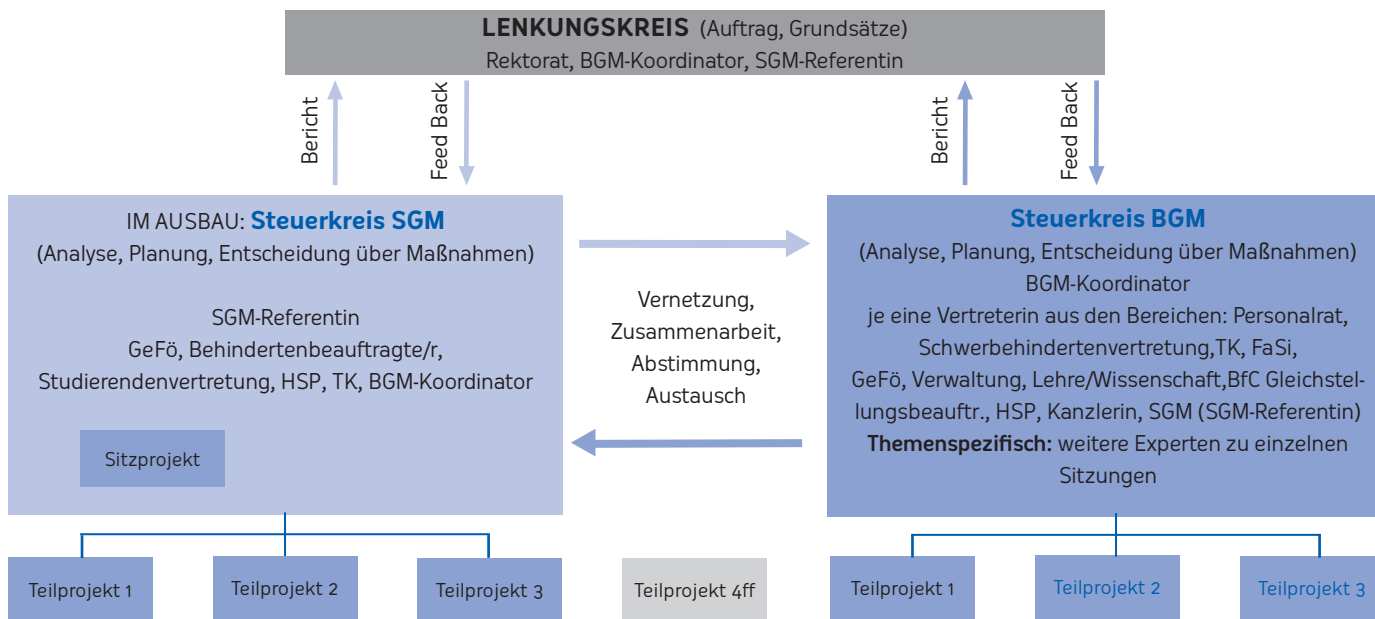 LENKUNGSKREIS (Auftrag, Grundsätze)
Rektorat, BGM-Koordinator, SGM-Referentin
Bericht
Feed Back
Bericht
Feed Back
IM AUSBAU: Steuerkreis SGM
(Analyse, Planung, Entscheidung über Maßnahmen)
SGM-Referentin
GeFö, Behindertenbeauftragte/r,
Studierendenvertretung, HSP, TK, BGM-Koordinator
Sitzprojekt
Vernetzung,
Zusammenarbeit,
Abstimmung,
Austausch
Steuerkreis BGM
(Analyse, Planung, Entscheidung über Maßnahmen)
BGM-Koordinator
je eine Vertreterin aus den Bereichen: Personalrat,
Schwerbehindertenvertretung,TK, FaSi,
GeFö, Verwaltung, Lehre/Wissenschaft,BfC Gleichstel-
lungsbeauftr., HSP, Kanzlerin, SGM (SGM-Referentin)
Themenspezifisch: weitere Experten zu einzelnen
Sitzungen
Teilprojekt 1
Teilprojekt 2
Teilprojekt 3
Teilprojekt 4ff
Teilprojekt 1
Teilprojekt 2
Teilprojekt 3